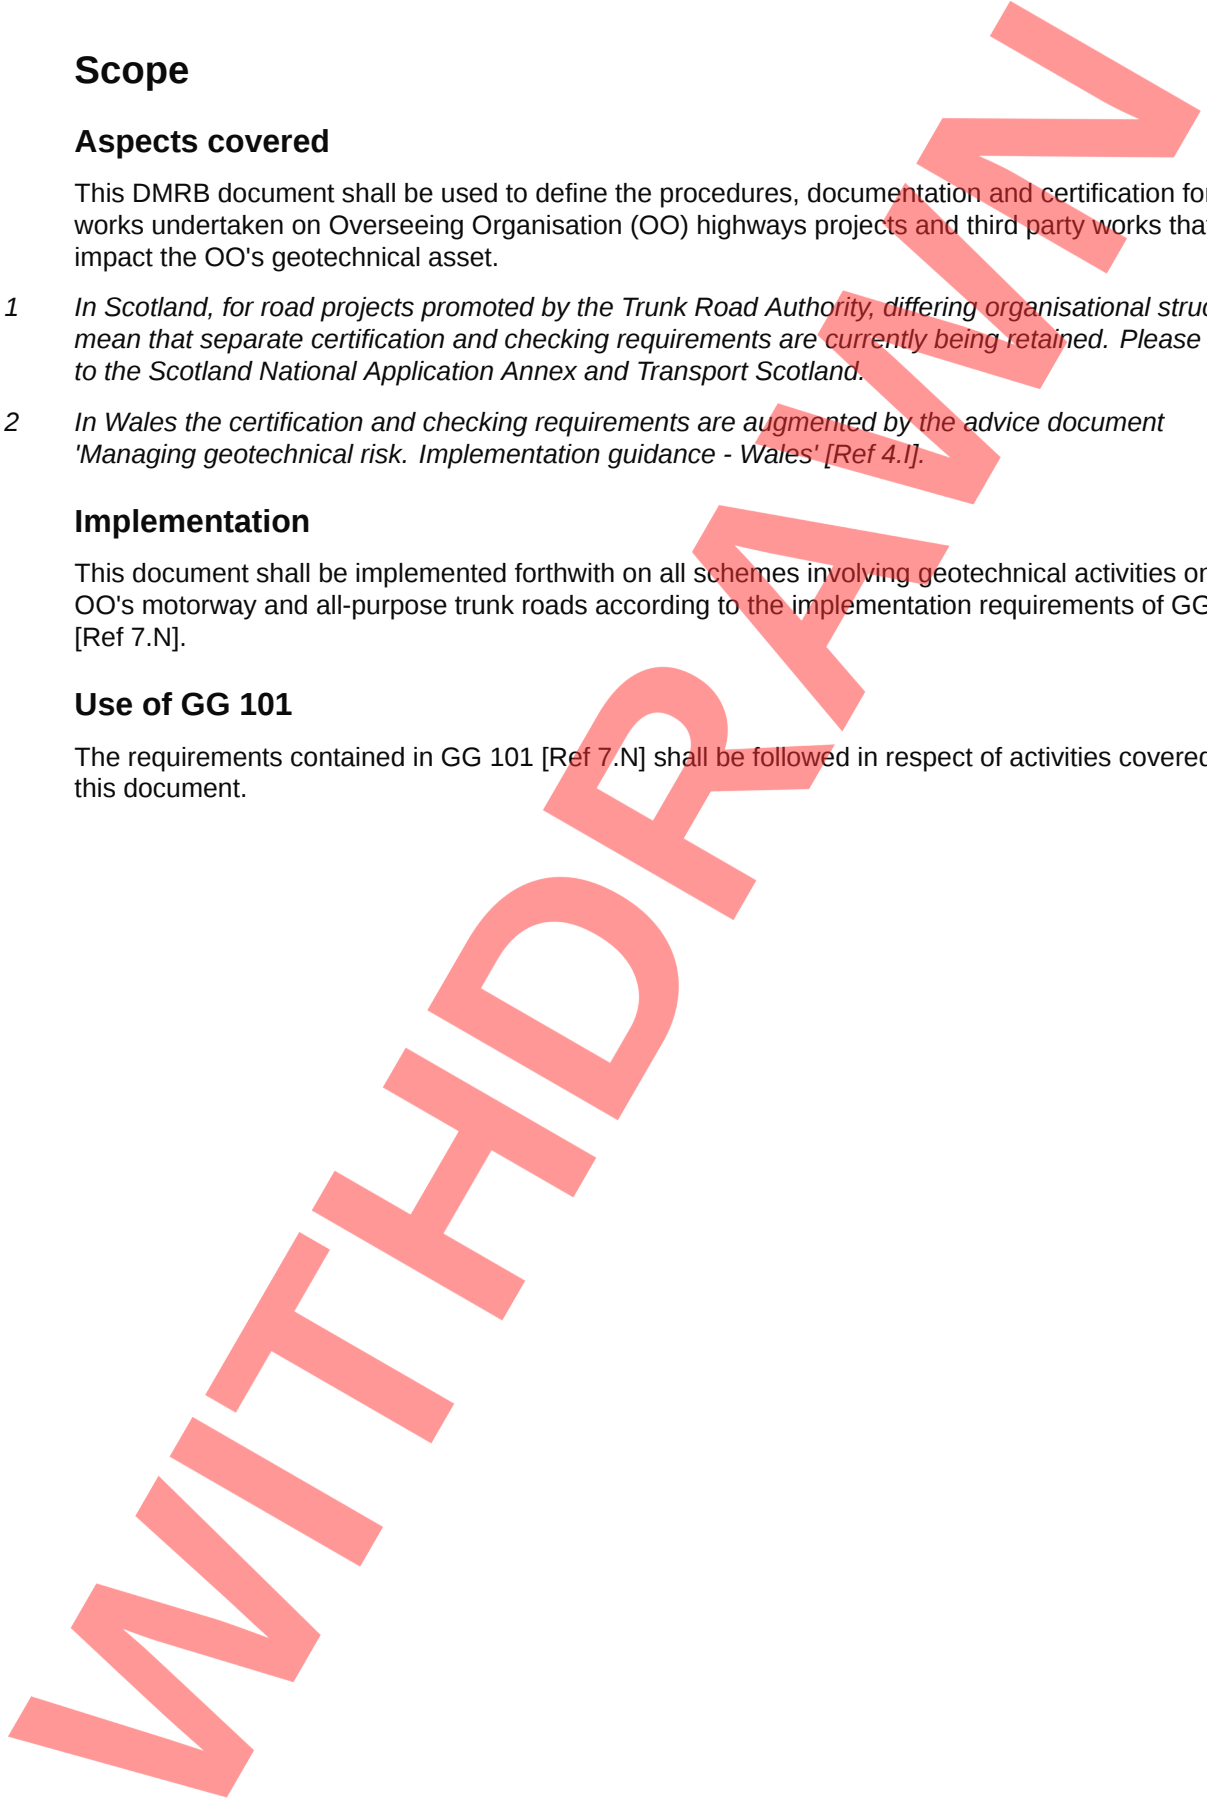 Scope
Aspects covered
This DMRB document shall be used to define the procedures, documentation and certification for
works undertaken on Overseeing Organisation (OO) highways projects and third party works
impact the OO's geotechnical asset.
1 In Scotland, for road projects promoted by the Trunk Road Authority, differing organisational
mean that separate certification and checking requirements are currently being retained. Please
to the Scotland National Application Annex and Transport Scotland.
2 In Wales the certification and checking requirements are augmented by the advice document
'Managing geotechnical risk. Implementation guidance - Wales' [Ref 4.I].
Implementation
This document shall be implemented forthwith on all schemes involving geotechnical activities
OO's motorway and all-purpose trunk roads according to the implementation requirements of GG
[Ref 7.N].
Use of GG 101
The requirements contained in GG 101 [Ref 7.N] shall be followed in respect of activities covered
this document.
WITHDRAWN